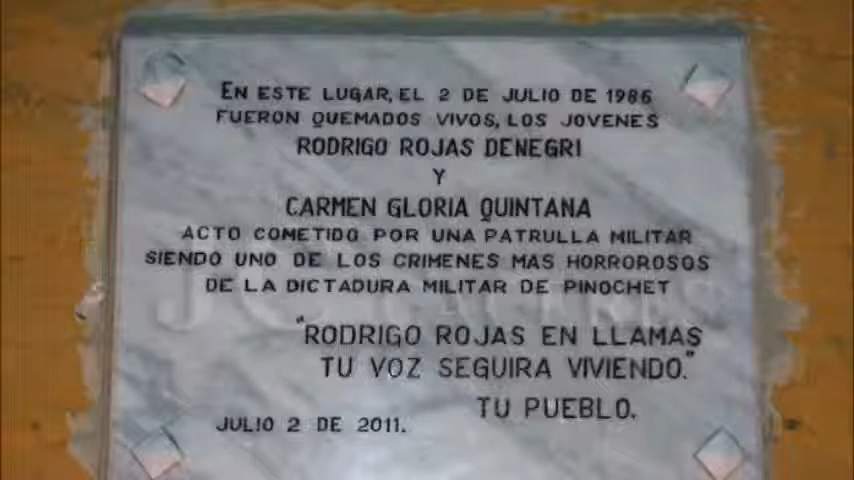 EN ESTE LUGAR, EL 2 DE JULIO DE 1986
FUERON QUEMADOS VIVOS, LOS JOVENES
RODRIGO ROJAS DENEGRI
Y
CARMEN GLORIA QUINTANA
ACTO COMETIDO POR UNA PATRULLA MILITAR
SIENDO UNO DE LOS CRIMENES MAS HORROROSOS
DE LA DICTADURA MILITAR DE PINOCHET
"RODRIGO ROJAS EN LLAMAS
TU VOZ SEGUIRA VIVIENDO."
TU PUEBLO.
JULIO 2 DE 2011.